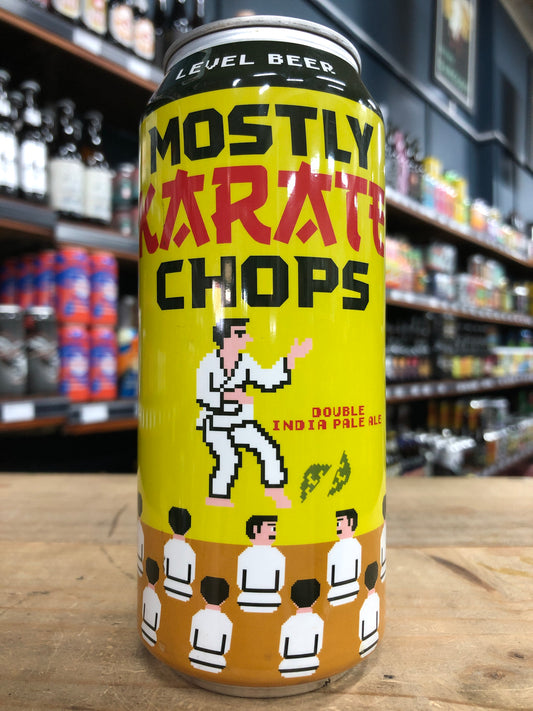 LEVEL BEER
MOSTLY
KARATE
CHOPS
DOUBLE
INDIA PALE ALE